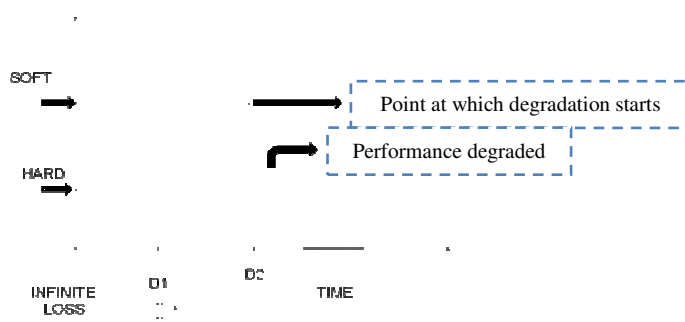 SOFT
Point at which degradation starts
Performance degraded
HARD
D1
D2
INFINITE
LOSS
TIME